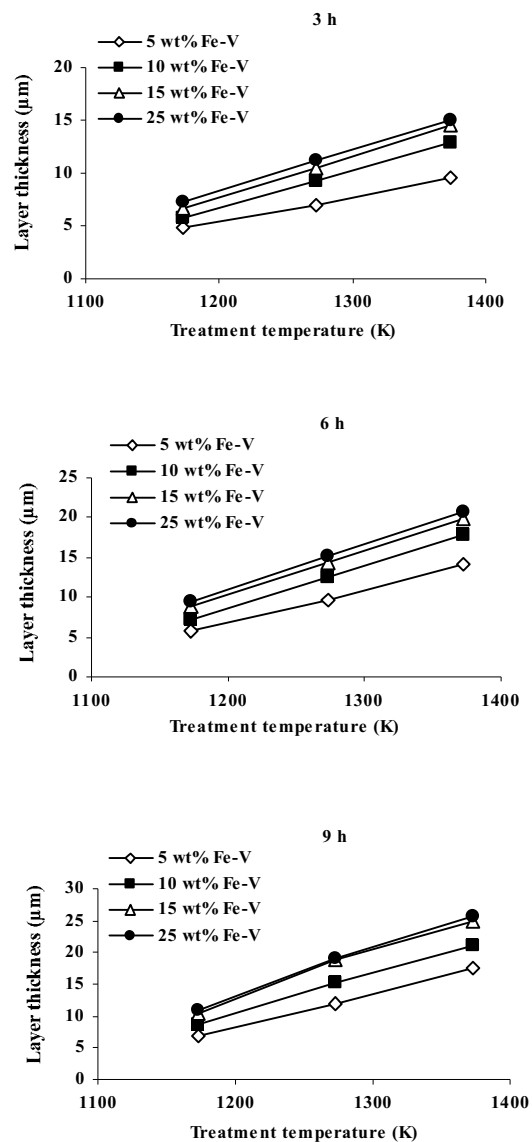 3 h
5 wt% Fe-V
10 wt% Fe-V
15 wt% Fe-V
25 wt% Fe-V
Layer thickness (µm)
20
15
10
5
0
1100 1200 1300 1400
Treatment temperature (K)
6 h
5 wt% Fe-V
10 wt% Fe-V
15 wt% Fe-V
25 wt% Fe-V
Layer thickness (µm)
25
20
15
10
5
0
1100 1200 1300 1400
Treatment temperature (K)
9 h
5 wt% Fe-V
10 wt% Fe-V
15 wt% Fe-V
25 wt% Fe-V
Layer thickness (µm)
30
25
20
15
10
5
0
1100 1200 1300 1400
Treatment temperature (K)